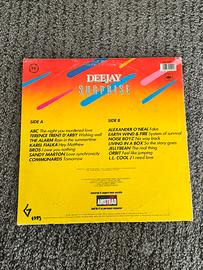 DEEJAY
SURPRISE
SIDE A
ABC The night you murdered love
TERENCE TRENT D'ARBY Wishing well
THE ALARM Rain in the summertime
KAREL FIALKA Hey Matthew
BROS I owe you nothing
SANDY MARTON Love synchronicity
COMMUNARDS Tomorrow
SIDE B
ALEXANDER O'NEAL Fake
EARTH WIND & FIRE System of survival
NOISE BOYZ No way back
LIVING IN A BOX So the story goes
JELLYBEAN The real thing
ORBIT Feel like jumping
L.L. COOL J I need love
AMSTRAD